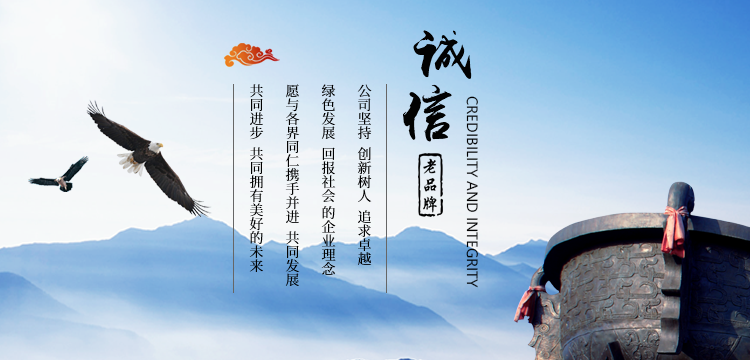 诚信
CREDIBILITY AND INTEGRITY
老品牌
公司坚持 创新树人 追求卓越
绿色发展 回报社会的企业理念
愿与各界同仁携手并进 共同发展
共同进步 共同拥有美好的未来